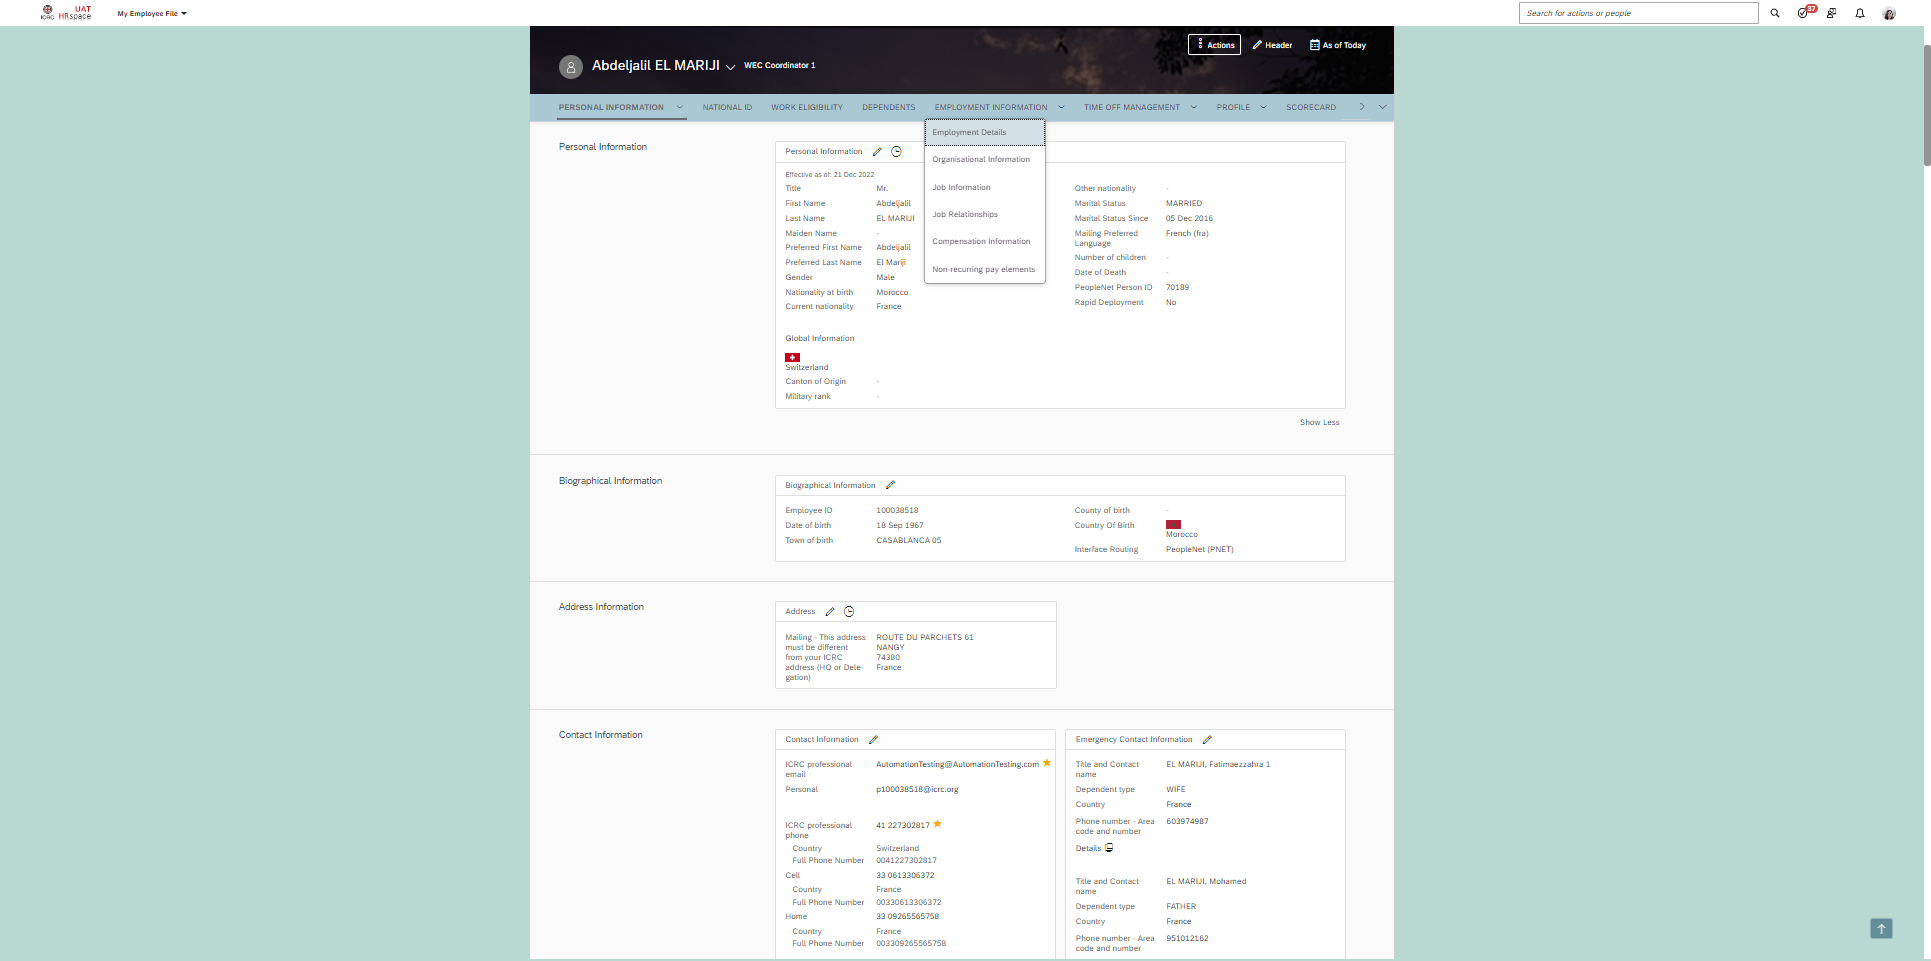 ICRC
UAT
HRspace
My Employee File
Search for actions or people
37
Actions
Header
As of Today
Abdeljalil EL MARIJI
WEC Coordinator 1
PERSONAL INFORMATION
NATIONAL ID
WORK ELIGIBILITY
DEPENDENTS
EMPLOYMENT INFORMATION
TIME OFF MANAGEMENT
PROFILE
SCORECARD
Employment Details
Organisational Information
Job Information
Job Relationships
Compensation Information
Non-recurring pay elements
Personal Information
Personal Information
Effective as of: 21 Dec 2022
Title Mr.
First Name Abdeljalil
Last Name EL MARIJI
Maiden Name -
Preferred First Name Abdeljalil
Preferred Last Name El Mariji
Gender Male
Nationality at birth Morocco
Current nationality France
Other nationality -
Marital Status MARRIED
Marital Status Since 05 Dec 2016
Mailing Preferred French (fra)
Language
Number of children -
Date of Death -
PeopleNet Person ID 70189
Rapid Deployment No
Global Information
Switzerland
Canton of Origin -
Military rank -
Show Less
Biographical Information
Biographical Information
Employee ID 100038518
Date of birth 18 Sep 1967
Town of birth CASABLANCA 05
County of birth -
Country Of Birth
Morocco
Interface Routing PeopleNet (PNET)
Address Information
Address
Mailing - This address ROUTE DU PARCHETS 61
must be different NANGY
from your ICRC 74380
address (HQ or Dele- France
gation)
Contact Information
Contact Information
ICRC professional AutomationTesting@AutomationTesting.com
email
Personal p100038518@icrc.org
ICRC professional 41 227302817
phone
Country Switzerland
Full Phone Number 0041227302817
Cell 33 0613306372
Country France
Full Phone Number 00330613306372
Home 33 09265565758
Country France
Full Phone Number 003309265565758
Emergency Contact Information
Title and Contact EL MARIJI, Fatimaezzahra 1
name
Dependent type WIFE
Country France
Phone number - Area 603974987
code and number
Details
Title and Contact EL MARIJI, Mohamed
name
Dependent type FATHER
Country France
Phone number - Area 951012162
code and number